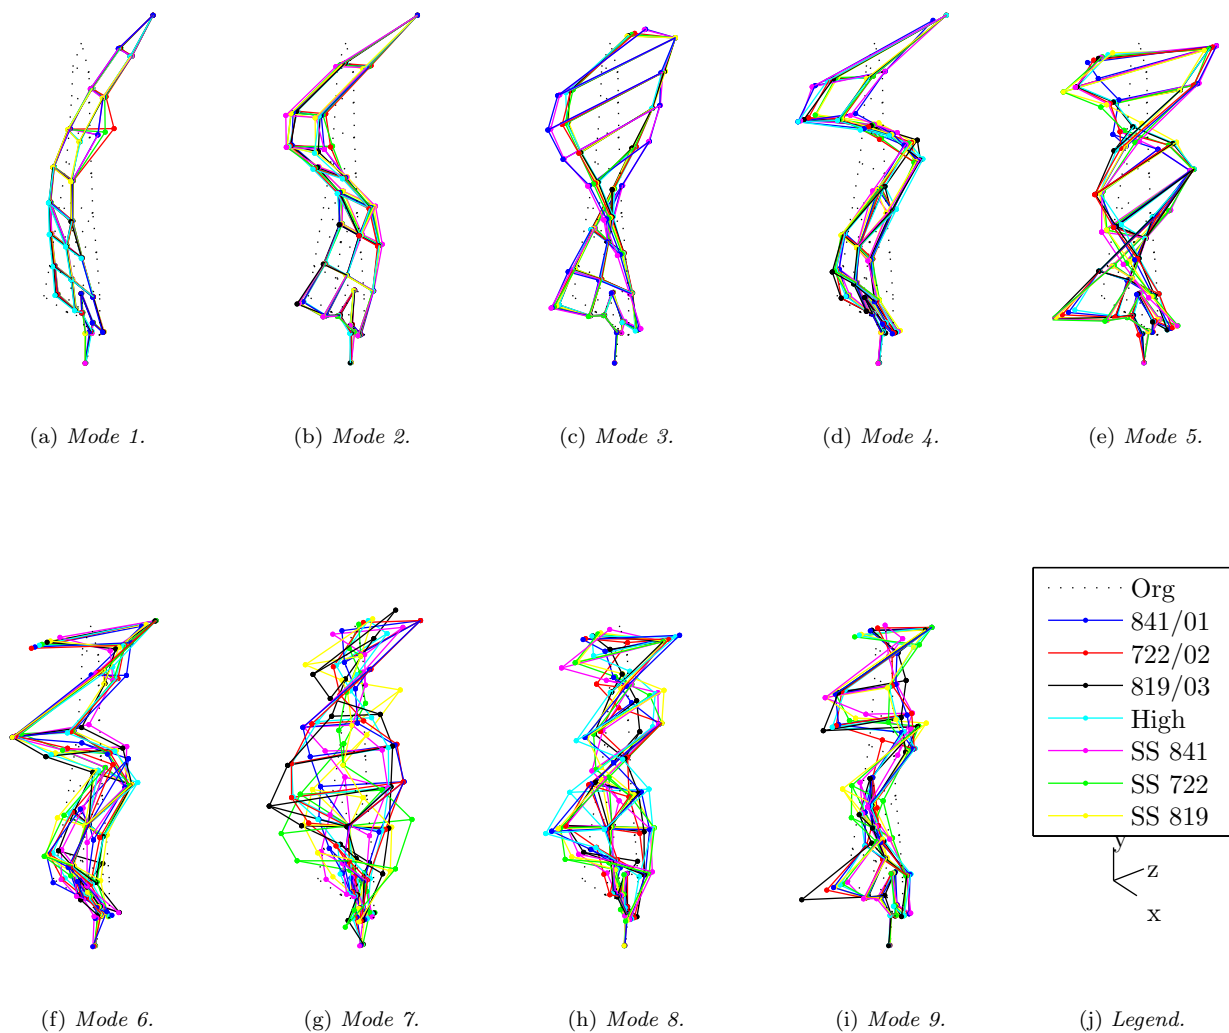 (a) Mode 1.
(b) Mode 2.
(c) Mode 3.
(d) Mode 4.
(e) Mode 5.
Org
841/01
722/02
819/03
High
SS 841
SS 722
SS 819
y
z
x
(f) Mode 6.
(g) Mode 7.
(h) Mode 8.
(i) Mode 9.
(j) Legend.